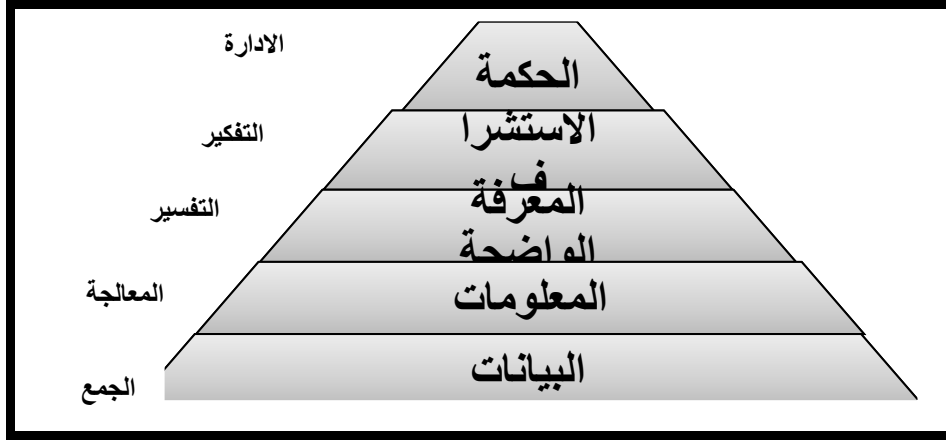 الادارة
الحكمة
التفكير
الاستشرا
ف
التفسير
المعرفة
الواضحة
المعالجة
المعلومات
الجمع
البيانات